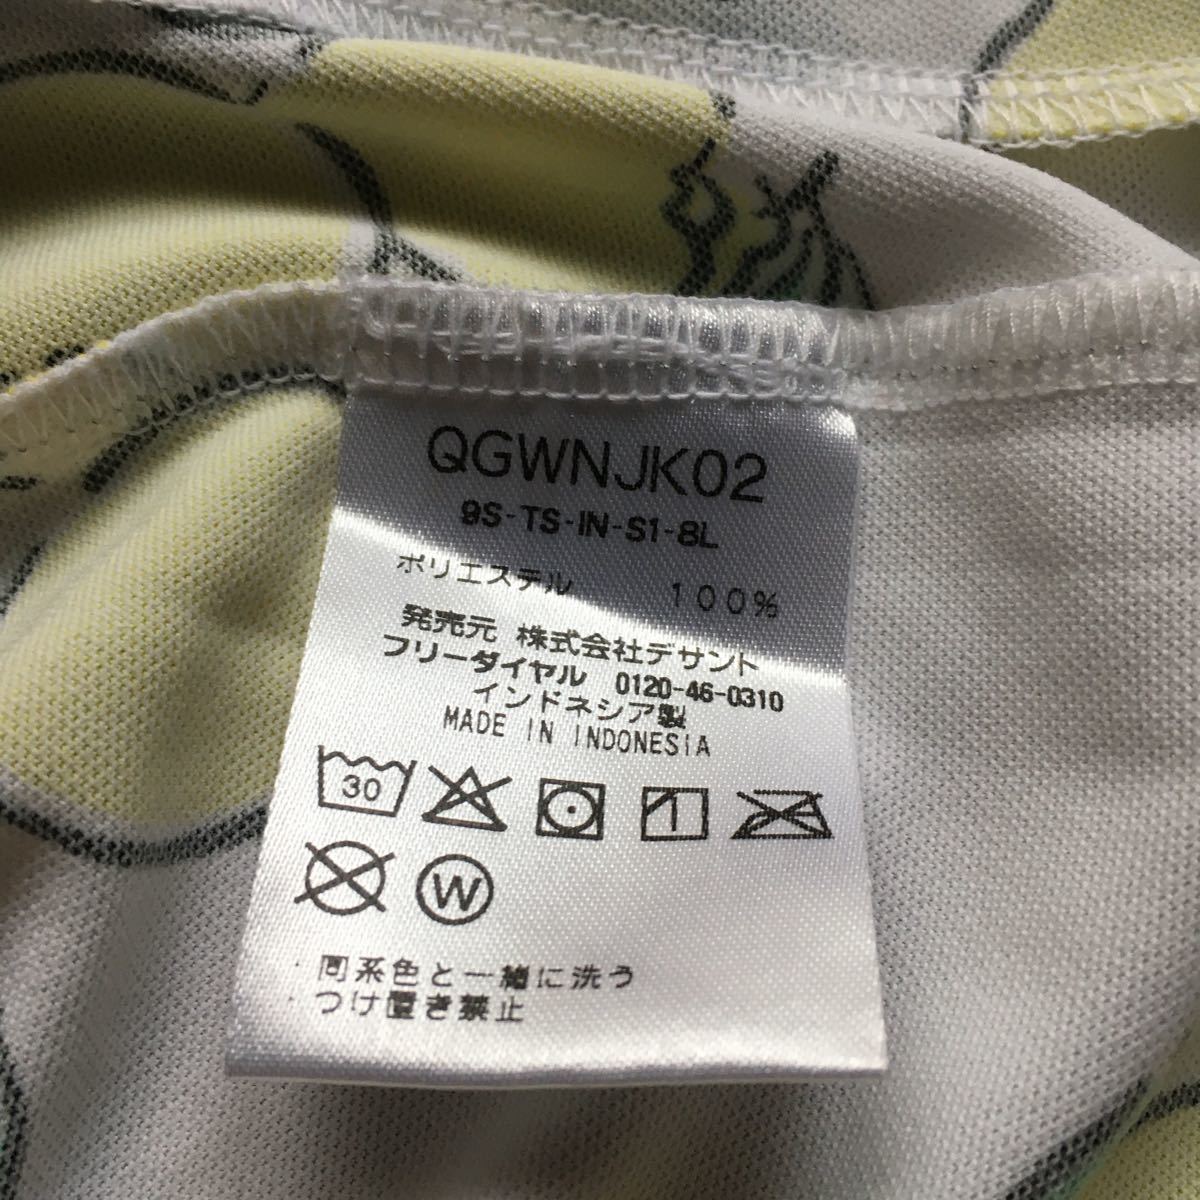 QGWNJK02
9S-TS-IN-S1-8L
ポリエステル 100%
発売元 株式会社デサント
フリーダイヤル 0120-46-0310
インドネシア製
MADE IN INDONESIA
30
W
・同系色と一緒に洗う
・つけ置き禁止